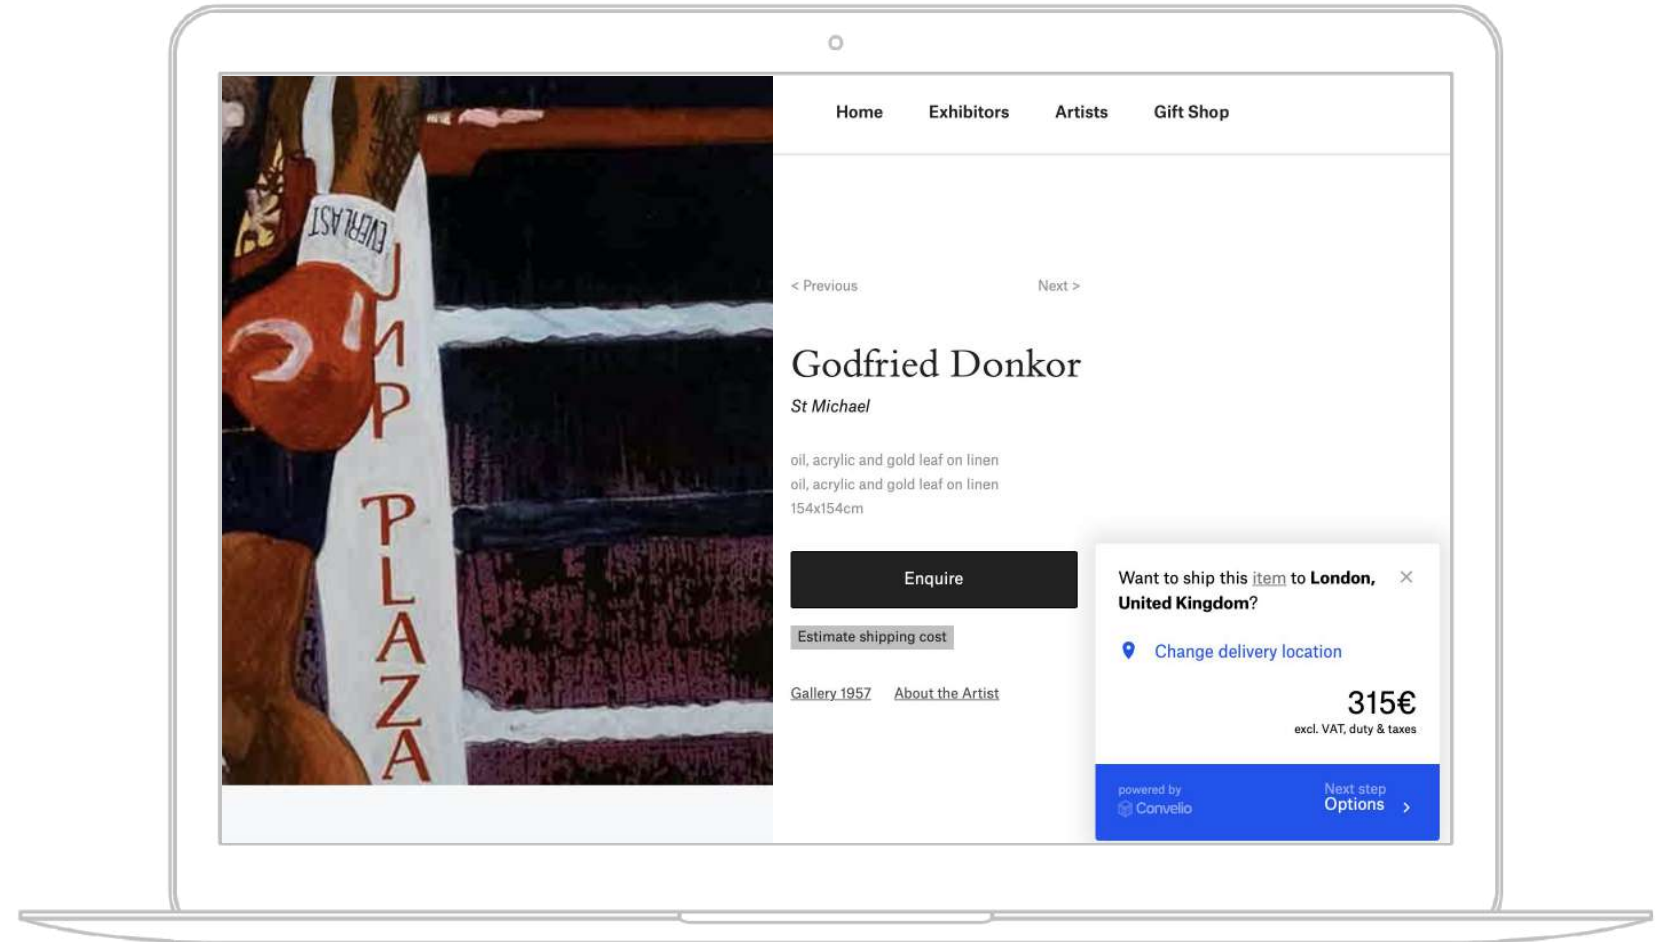 EVERLAST
UMP
PLAZA
Home Exhibitors Artists Gift Shop
< Previous Next >
Godfried Donkor
St Michael
oil, acrylic and gold leaf on linen
oil, acrylic and gold leaf on linen
154x154cm
Enquire
Estimate shipping cost
Gallery 1957 About the Artist
Want to ship this item to London,
United Kingdom?
Change delivery location
315€
excl. VAT, duty & taxes
powered by
Convelio
Next step
Options